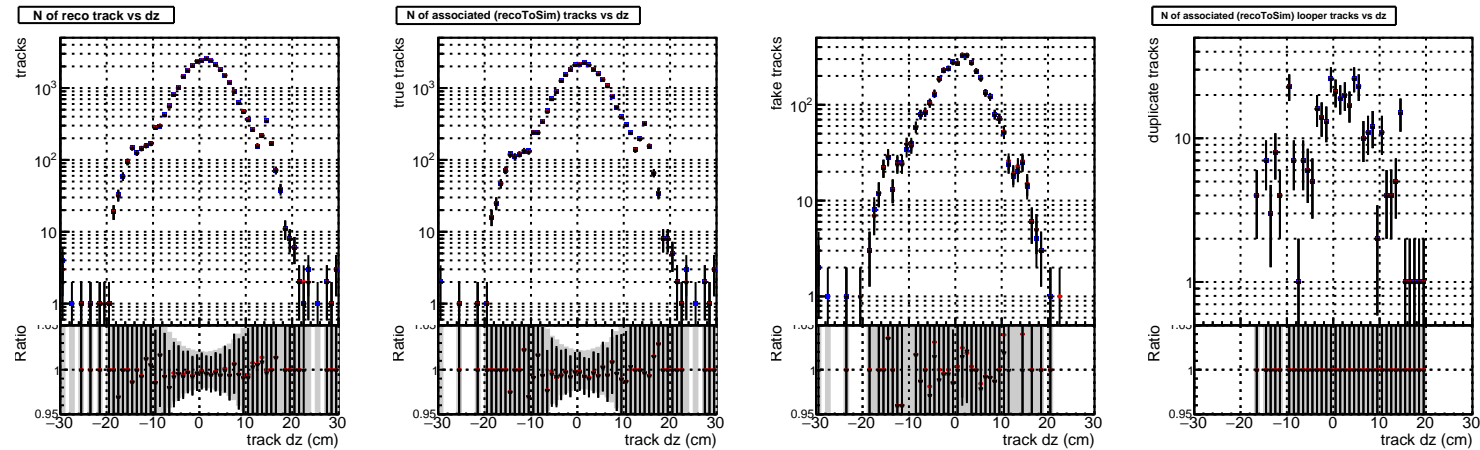 N of reco track vs dz
N of associated (recoToSim) tracks vs dz
N of associated (recoToSim) looper tracks vs dz
tracks
10³
10²
10
1
Ratio
1.05
1
0.95
−30 −20 −10 0 10 20 30
track dz (cm)
true tracks
10³
10²
10
1
Ratio
1.05
1
0.95
−30 −20 −10 0 10 20 30
track dz (cm)
fake tracks
10²
10
1
Ratio
1.05
1
0.95
−30 −20 −10 0 10 20 30
track dz (cm)
duplicate tracks
10
1
Ratio
1.05
1
0.95
−30 −20 −10 0 10 20 30
track dz (cm)